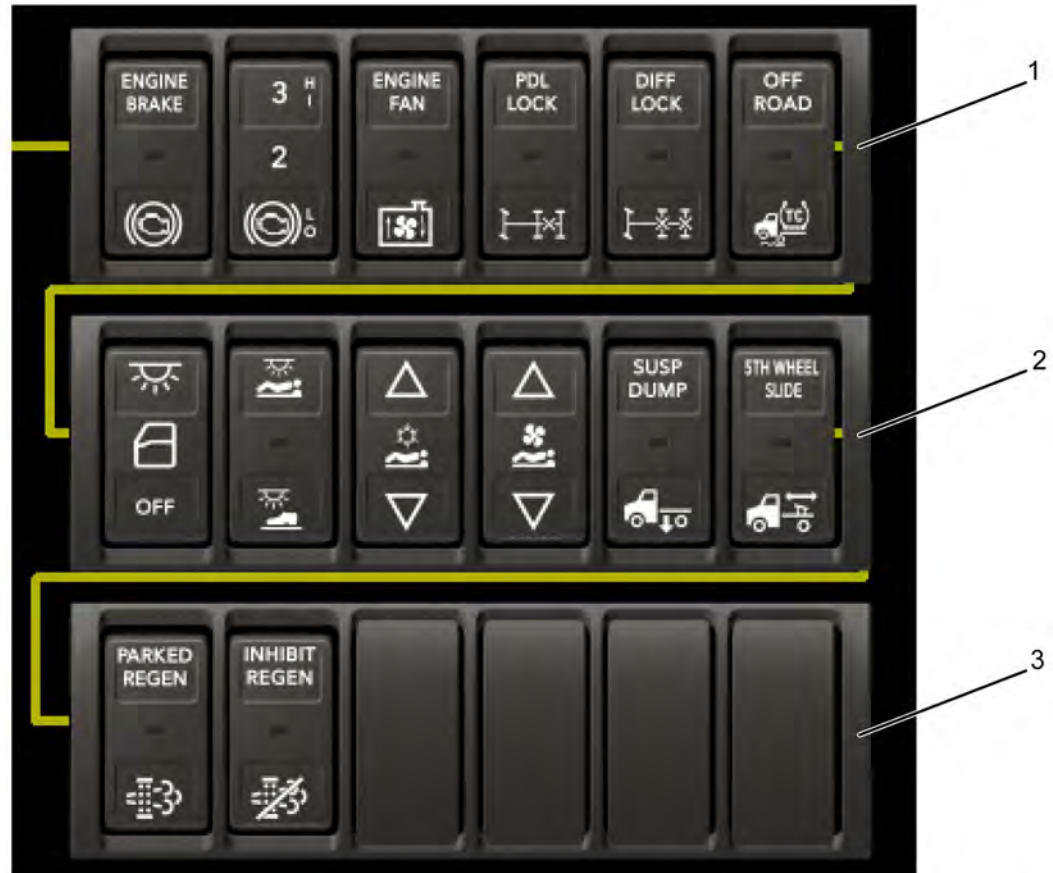 ENGINE
BRAKE
3 H
I
2
L
O
ENGINE
FAN
PDL
LOCK
DIFF
LOCK
OFF
ROAD
TC
1
OFF
SUSP
DUMP
5TH WHEEL
SLIDE
2
PARKED
REGEN
INHIBIT
REGEN
3